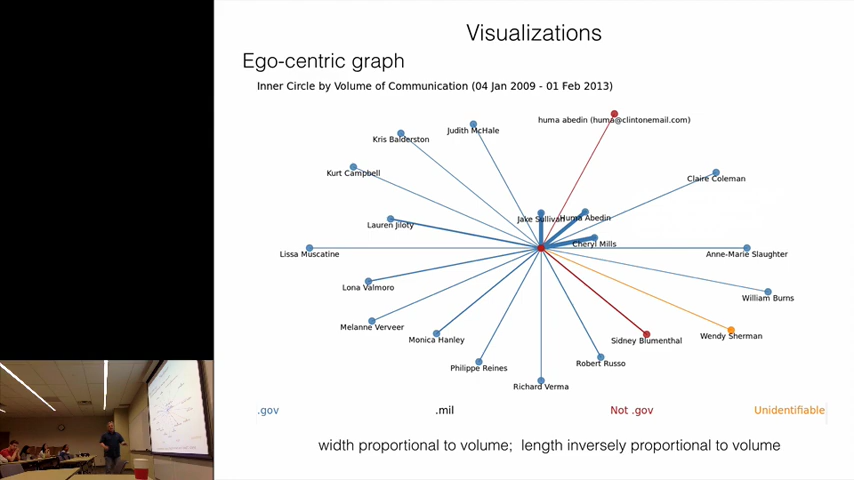 Visualizations
Ego-centric graph
Inner Circle by Volume of Communication (04 Jan 2009 - 01 Feb 2013)
huma abedin (huma@clintonemail.com)
Judith McHale
Kris Balderston
Kurt Campbell
Claire Coleman
Jake Sullivan
Huma Abedin
Lauren Jiloty
Cheryl Mills
Lissa Muscatine
Anne-Marie Slaughter
Lona Valmoro
William Burns
Melanne Verveer
Monica Hanley
Sidney Blumenthal
Wendy Sherman
Philippe Reines
Robert Russo
Richard Verma
.gov
.mil
Not .gov
Unidentifiable
width proportional to volume; length inversely proportional to volume